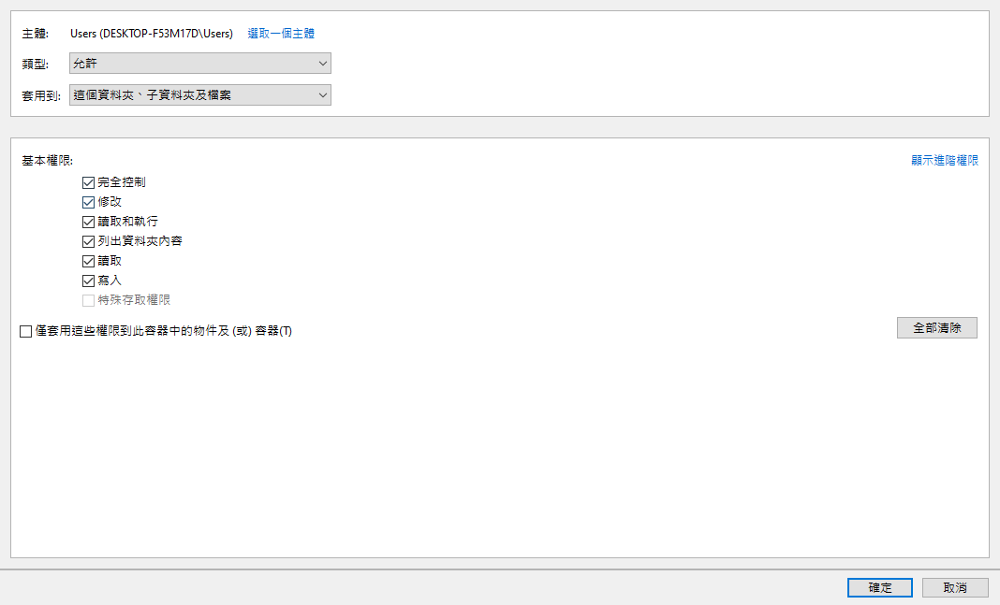 主體: Users (DESKTOP-F53M17D\Users) 選取一個主體
類型: 允許
套用到: 這個資料夾、子資料夾及檔案
基本權限: 顯示進階權限
完全控制
修改
讀取和執行
列出資料夾內容
讀取
寫入
特殊存取權限
僅套用這些權限到此容器中的物件及 (或) 容器(T) 全部清除
確定 取消